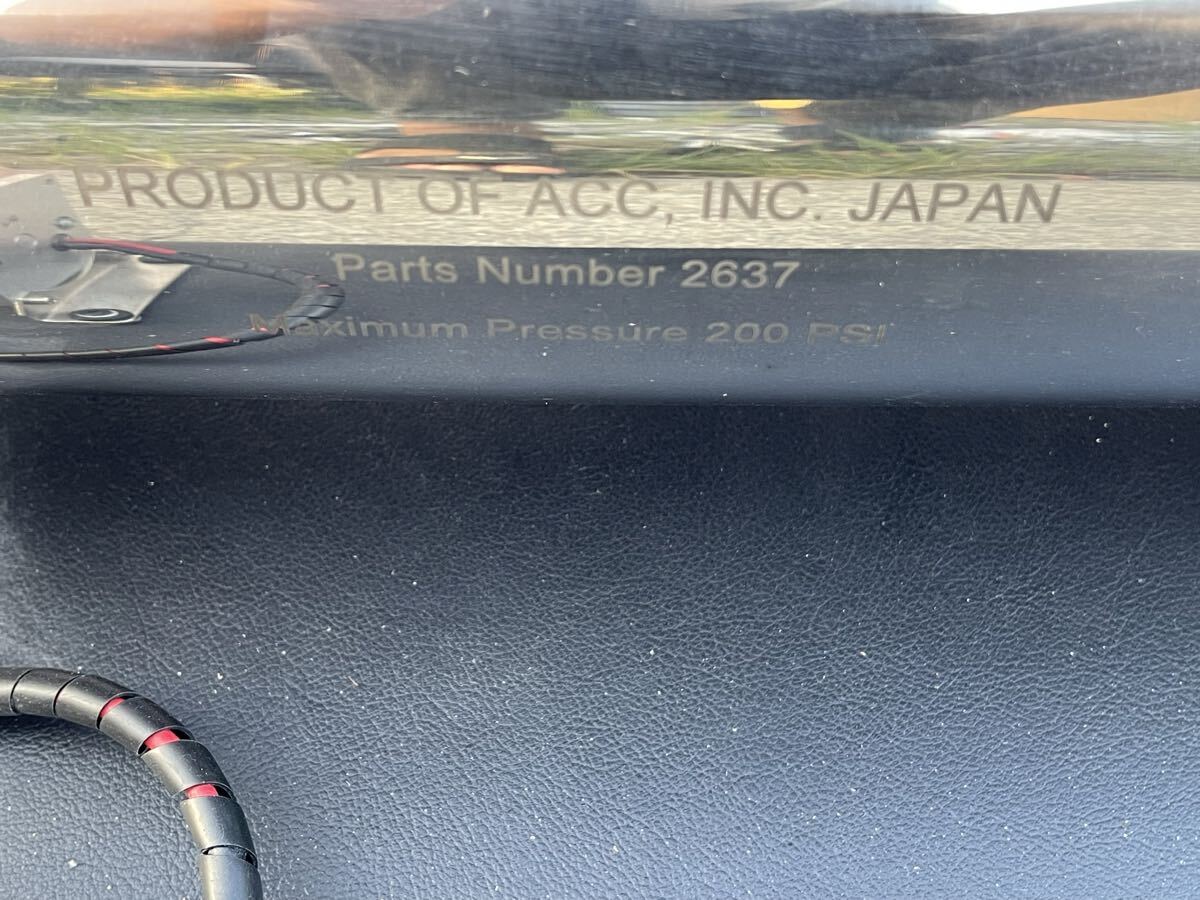 PRODUCT OF ACC, INC. JAPAN
Parts Number 2637
Maximum Pressure 200 PSI